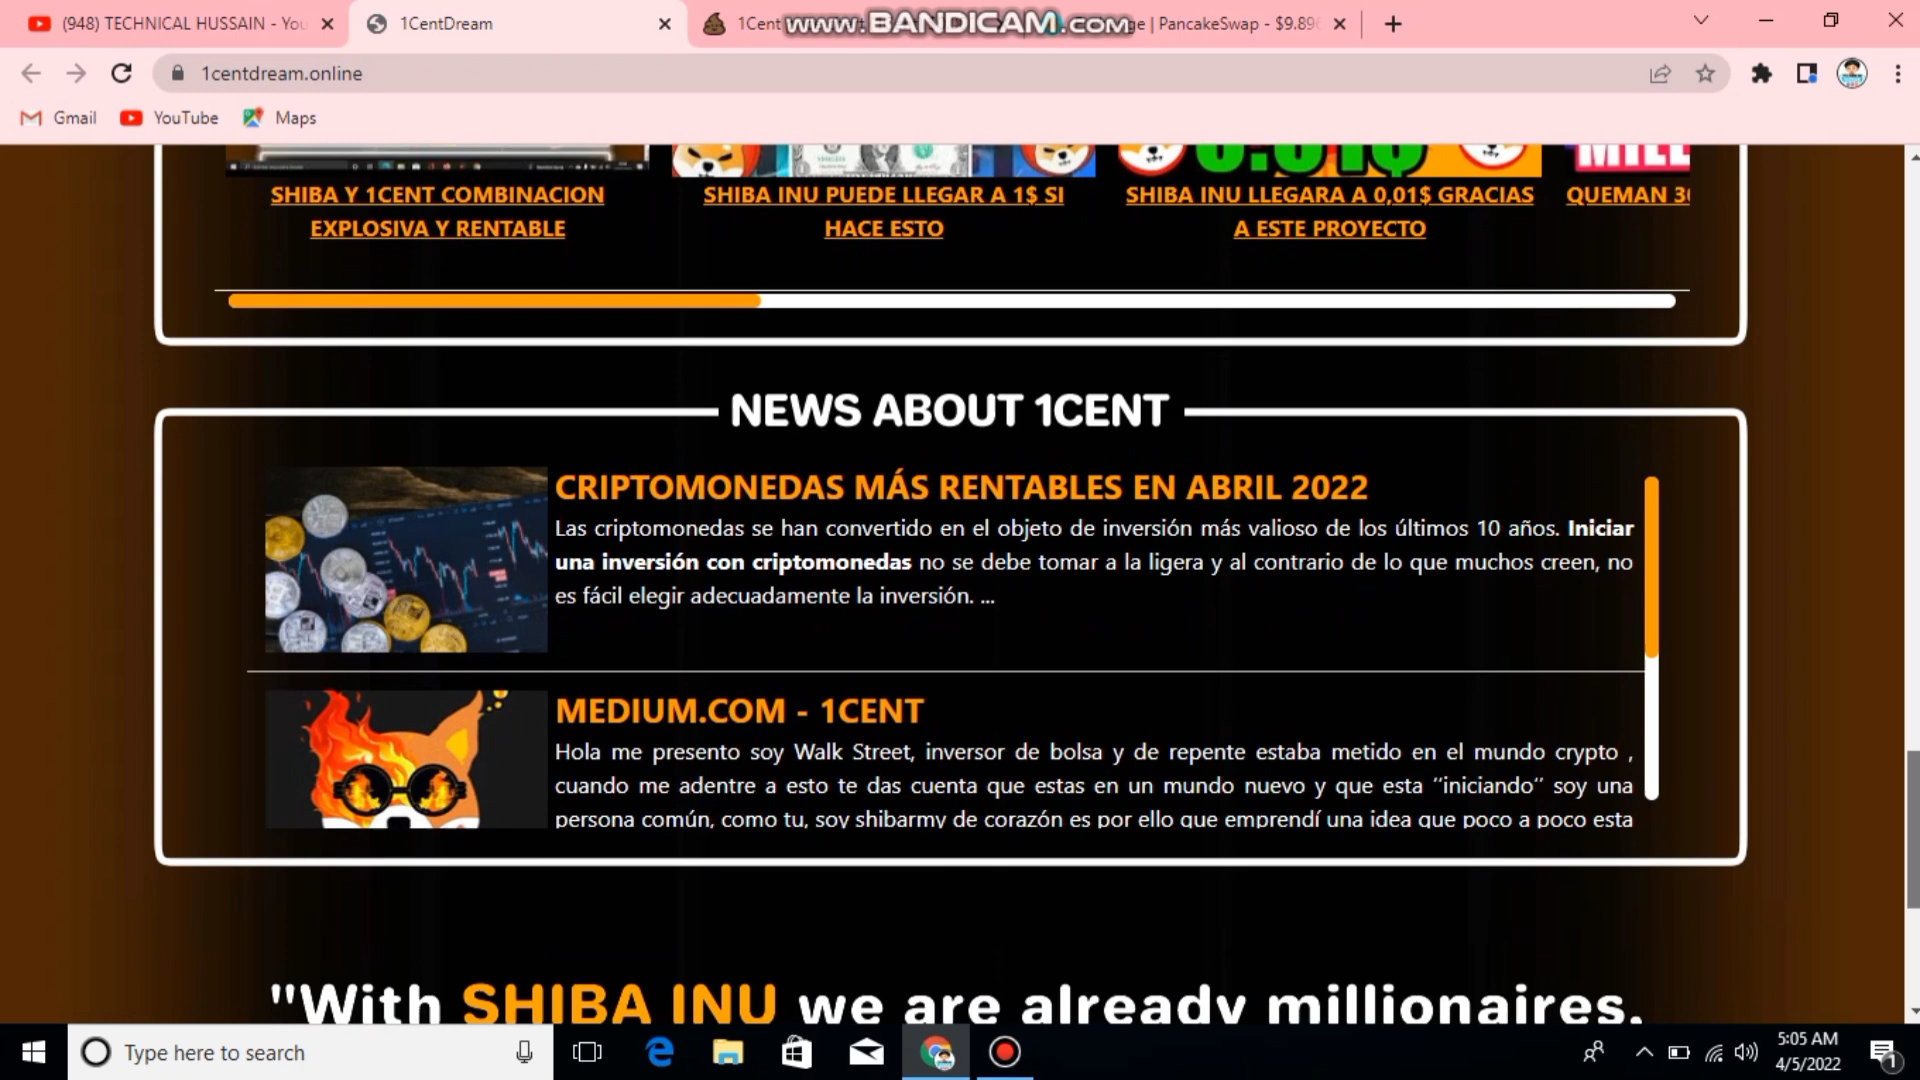 (948) TECHNICAL HUSSAIN - You
1CentDream
1Cent
www.BANDICAM.com
ge | PancakeSwap - $9.896
1centdream.online
Gmail
YouTube
Maps
SHIBA Y 1CENT COMBINACION
EXPLOSIVA Y RENTABLE
SHIBA INU PUEDE LLEGAR A 1$ SI
HACE ESTO
SHIBA INU LLEGARA A 0,01$ GRACIAS
A ESTE PROYECTO
QUEMAN
NEWS ABOUT 1CENT
CRIPTOMONEDAS MÁS RENTABLES EN ABRIL 2022
Las criptomonedas se han convertido en el objeto de inversión más valioso de los últimos 10 años. Iniciar
una inversión con criptomonedas no se debe tomar a la ligera y al contrario de lo que muchos creen, no
es fácil elegir adecuadamente la inversión. ...
MEDIUM.COM - 1CENT
Hola me presento soy Walk Street, inversor de bolsa y de repente estaba metido en el mundo crypto ,
cuando me adentre a esto te das cuenta que estas en un mundo nuevo y que esta ‘‘iniciando‘‘ soy una
persona común, como tu, soy shibarmy de corazón es por ello que emprendí una idea que poco a poco esta
"With SHIBA INU we are already millionaires,
Type here to search
5:05 AM
4/5/2022
1